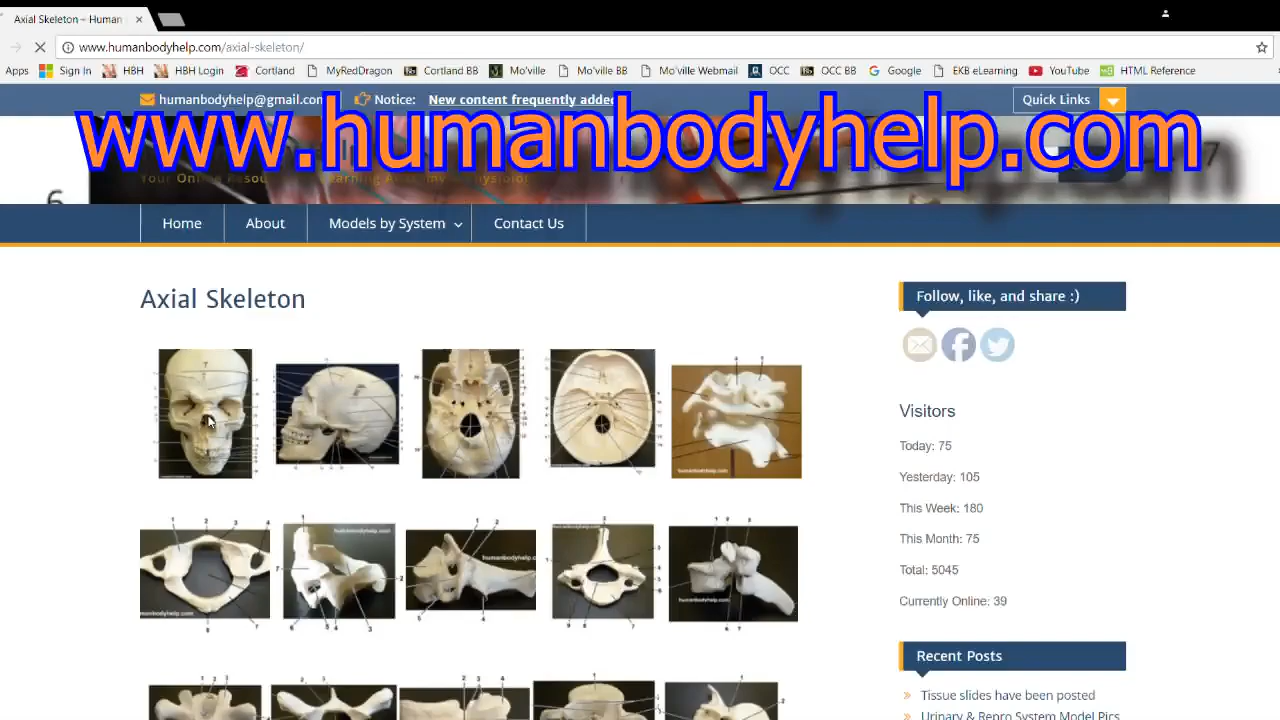 Axial Skeleton – Human
www.humanbodyhelp.com/axial-skeleton/
Apps Sign In HBH HBH Login Cortland MyRedDragon Cortland BB Mo'ville Mo'ville BB Mo'ville Webmail OCC OCC BB Google EKB eLearning YouTube HTML Reference
humanbodyhelp@gmail.com Notice: New content frequently added Quick Links
www.humanbodyhelp.com
Your Online
Home About Models by System Contact Us
Axial Skeleton
Follow, like, and share :)
Visitors
Today: 75
Yesterday: 105
This Week: 180
This Month: 75
Total: 5045
Currently Online: 39
Recent Posts
Tissue slides have been posted
Urinary & Repro System Model Pics